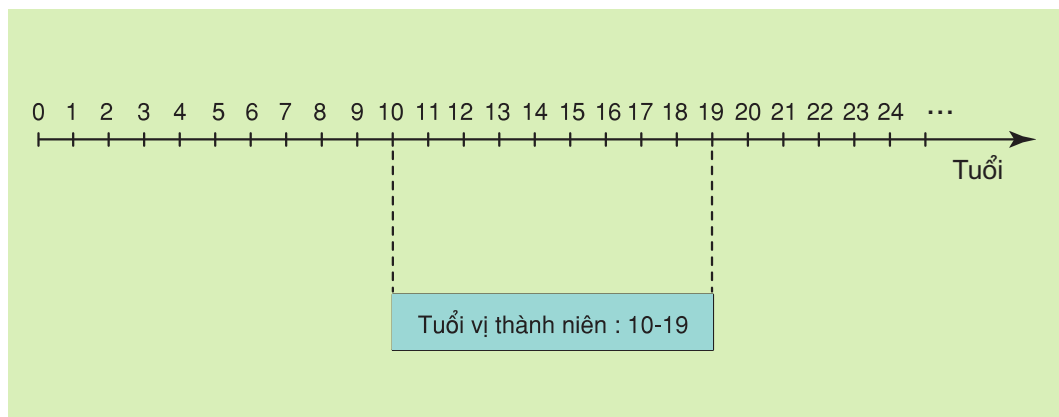 0 1 2 3 4 5 6 7 8 9 10 11 12 13 14 15 16 17 18 19 20 21 22 23 24 ...
Tuổi
Tuổi vị thành niên : 10-19